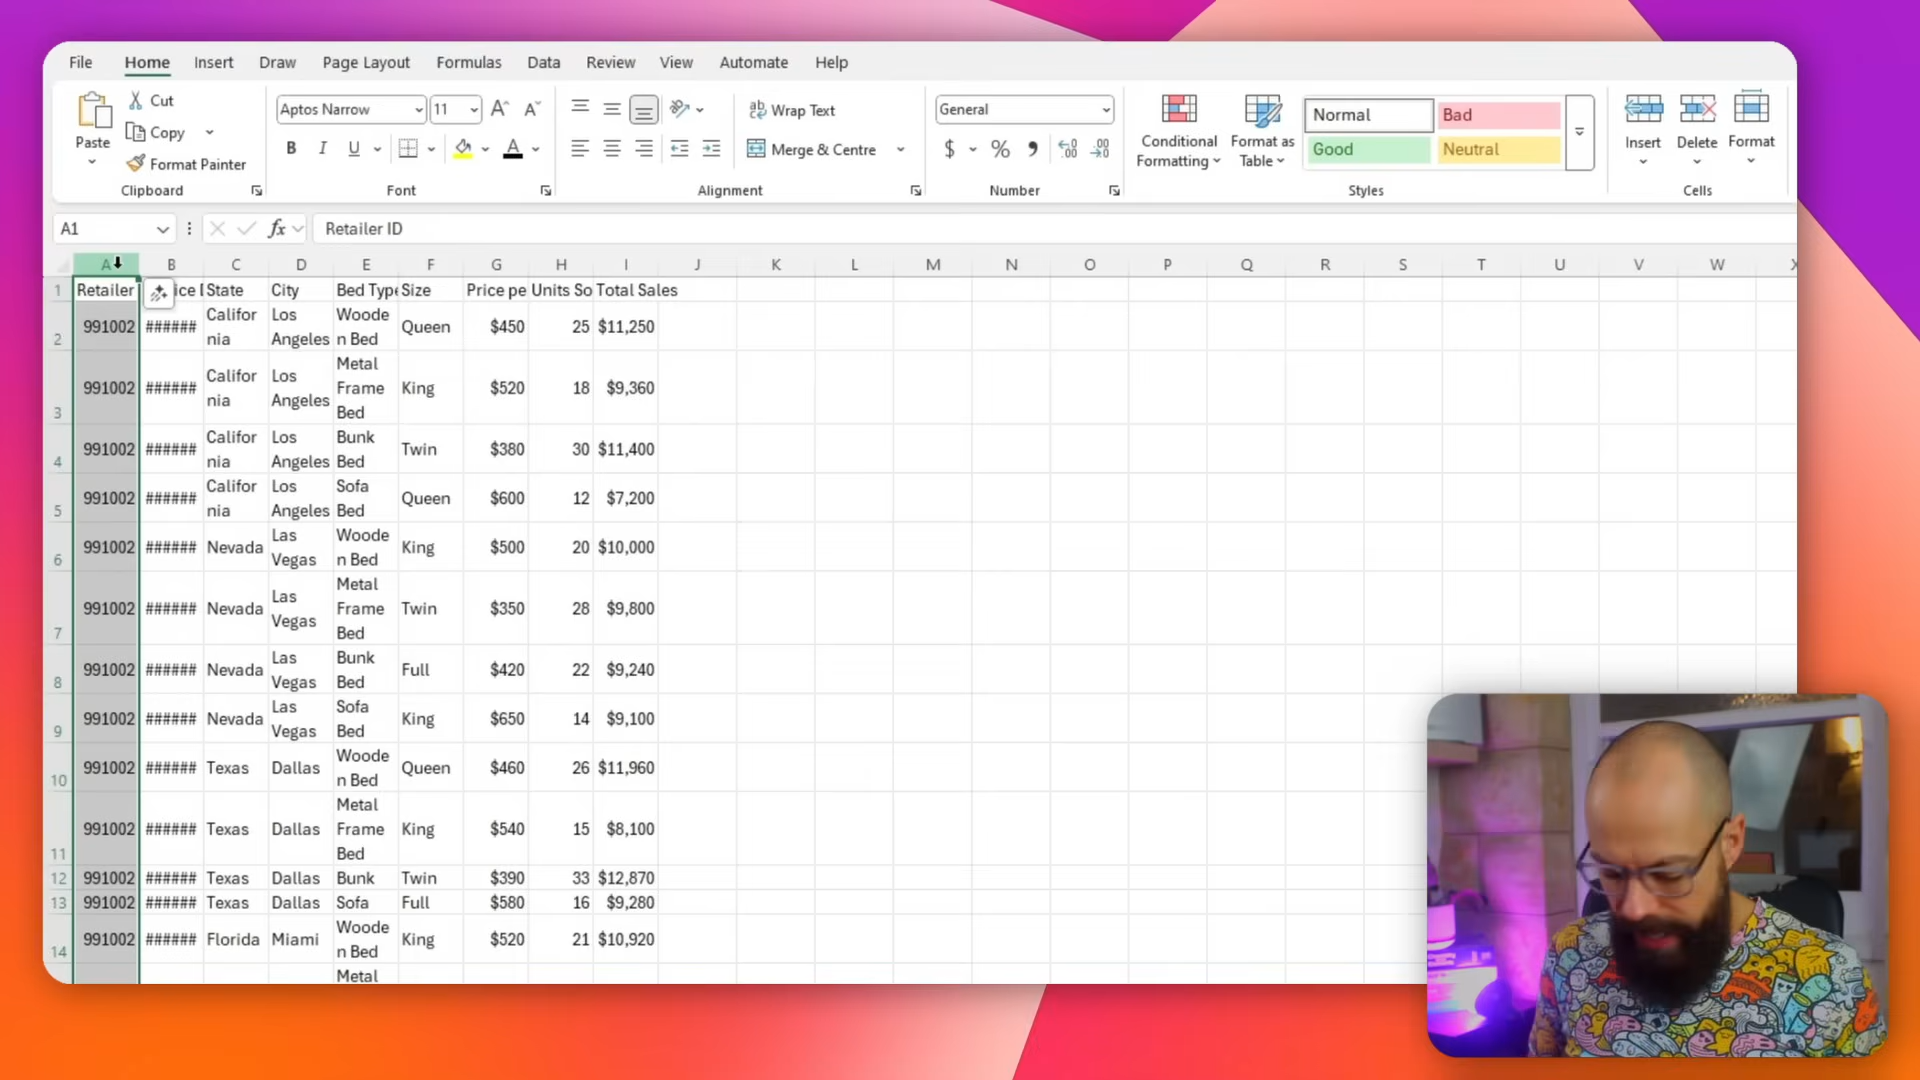 File Home Insert Draw Page Layout Formulas Data Review View Automate Help
Paste Cut Copy Format Painter Clipboard
Aptos Narrow 11 A A B I U A Font
ab Wrap Text Merge & Centre Alignment
General $ % 9 Number
Conditional Formatting Format as Table Normal Bad Good Neutral Styles
Insert Delete Format Cells
A1 fx Retailer ID
A B C D E F G H I J K L M N O P Q R S T U V W X
1 Retailer ice State City Bed Type Size Price pe Units So Total Sales
2 991002 ###### California Los Angeles Wooden Bed Queen $450 25 $11,250
3 991002 ###### California Los Angeles Metal Frame Bed King $520 18 $9,360
4 991002 ###### California Los Angeles Bunk Bed Twin $380 30 $11,400
5 991002 ###### California Los Angeles Sofa Bed Queen $600 12 $7,200
6 991002 ###### Nevada Las Vegas Wooden Bed King $500 20 $10,000
7 991002 ###### Nevada Las Vegas Metal Frame Bed Twin $350 28 $9,800
8 991002 ###### Nevada Las Vegas Bunk Bed Full $420 22 $9,240
9 991002 ###### Nevada Las Vegas Sofa Bed King $650 14 $9,100
10 991002 ###### Texas Dallas Wooden Bed Queen $460 26 $11,960
11 991002 ###### Texas Dallas Metal Frame Bed King $540 15 $8,100
12 991002 ###### Texas Dallas Bunk Twin $390 33 $12,870
13 991002 ###### Texas Dallas Sofa Full $580 16 $9,280
14 991002 ###### Florida Miami Wooden Bed King $520 21 $10,920
Metal